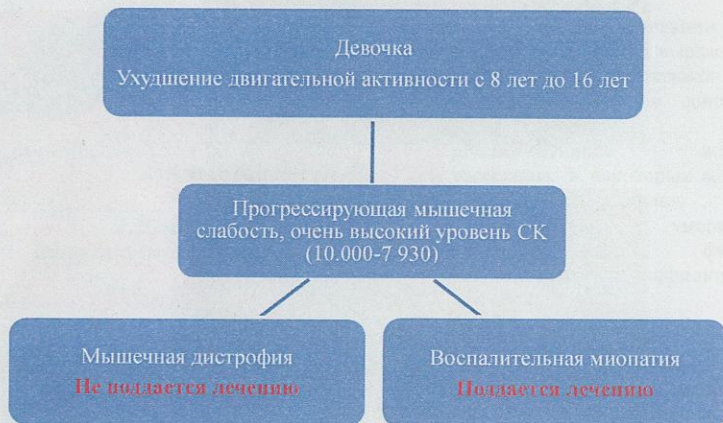 Девочка
Ухудшение двигательной активности с 8 лет до 16 лет
Прогрессирующая мышечная
слабость, очень высокий уровень СК
(10.000-7 930)
Мышечная дистрофия
Не поддается лечению
Воспалительная миопатия
Поддается лечению